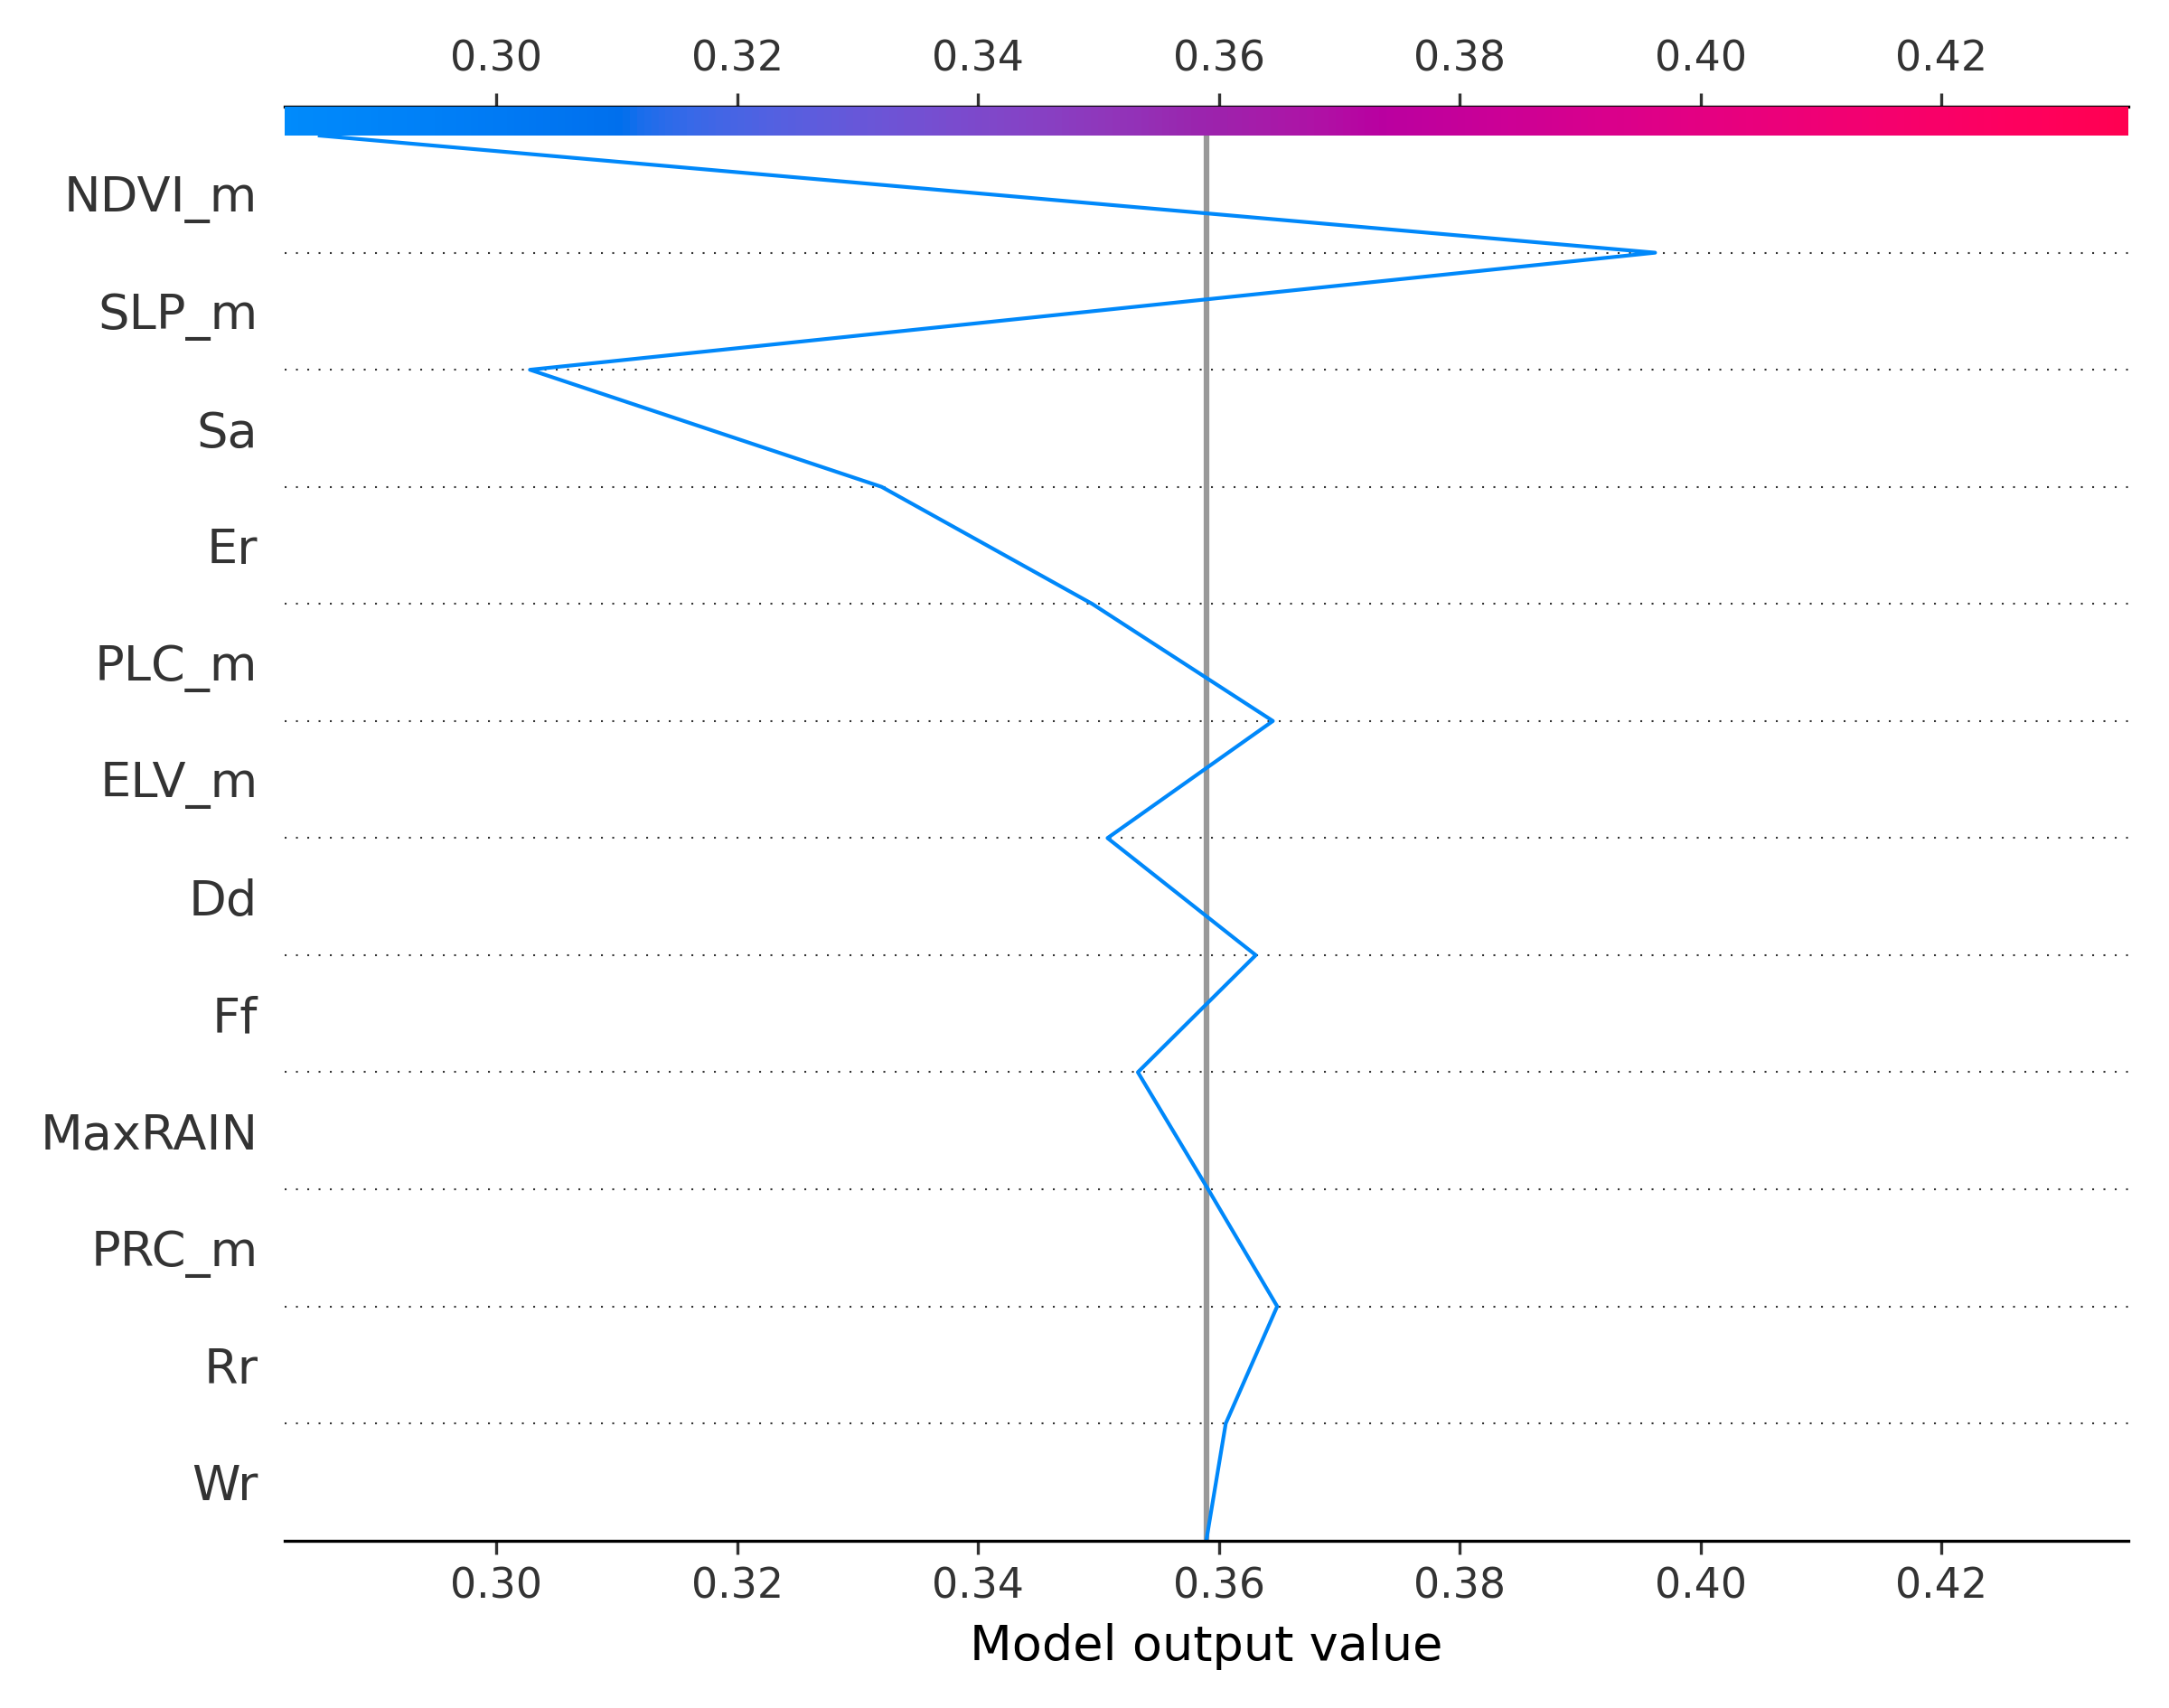 0.30 0.32 0.34 0.36 0.38 0.40 0.42
NDVI_m
SLP_m
Sa
Er
PLC_m
ELV_m
Dd
Ff
MaxRAIN
PRC_m
Rr
Wr
0.30 0.32 0.34 0.36 0.38 0.40 0.42
Model output value